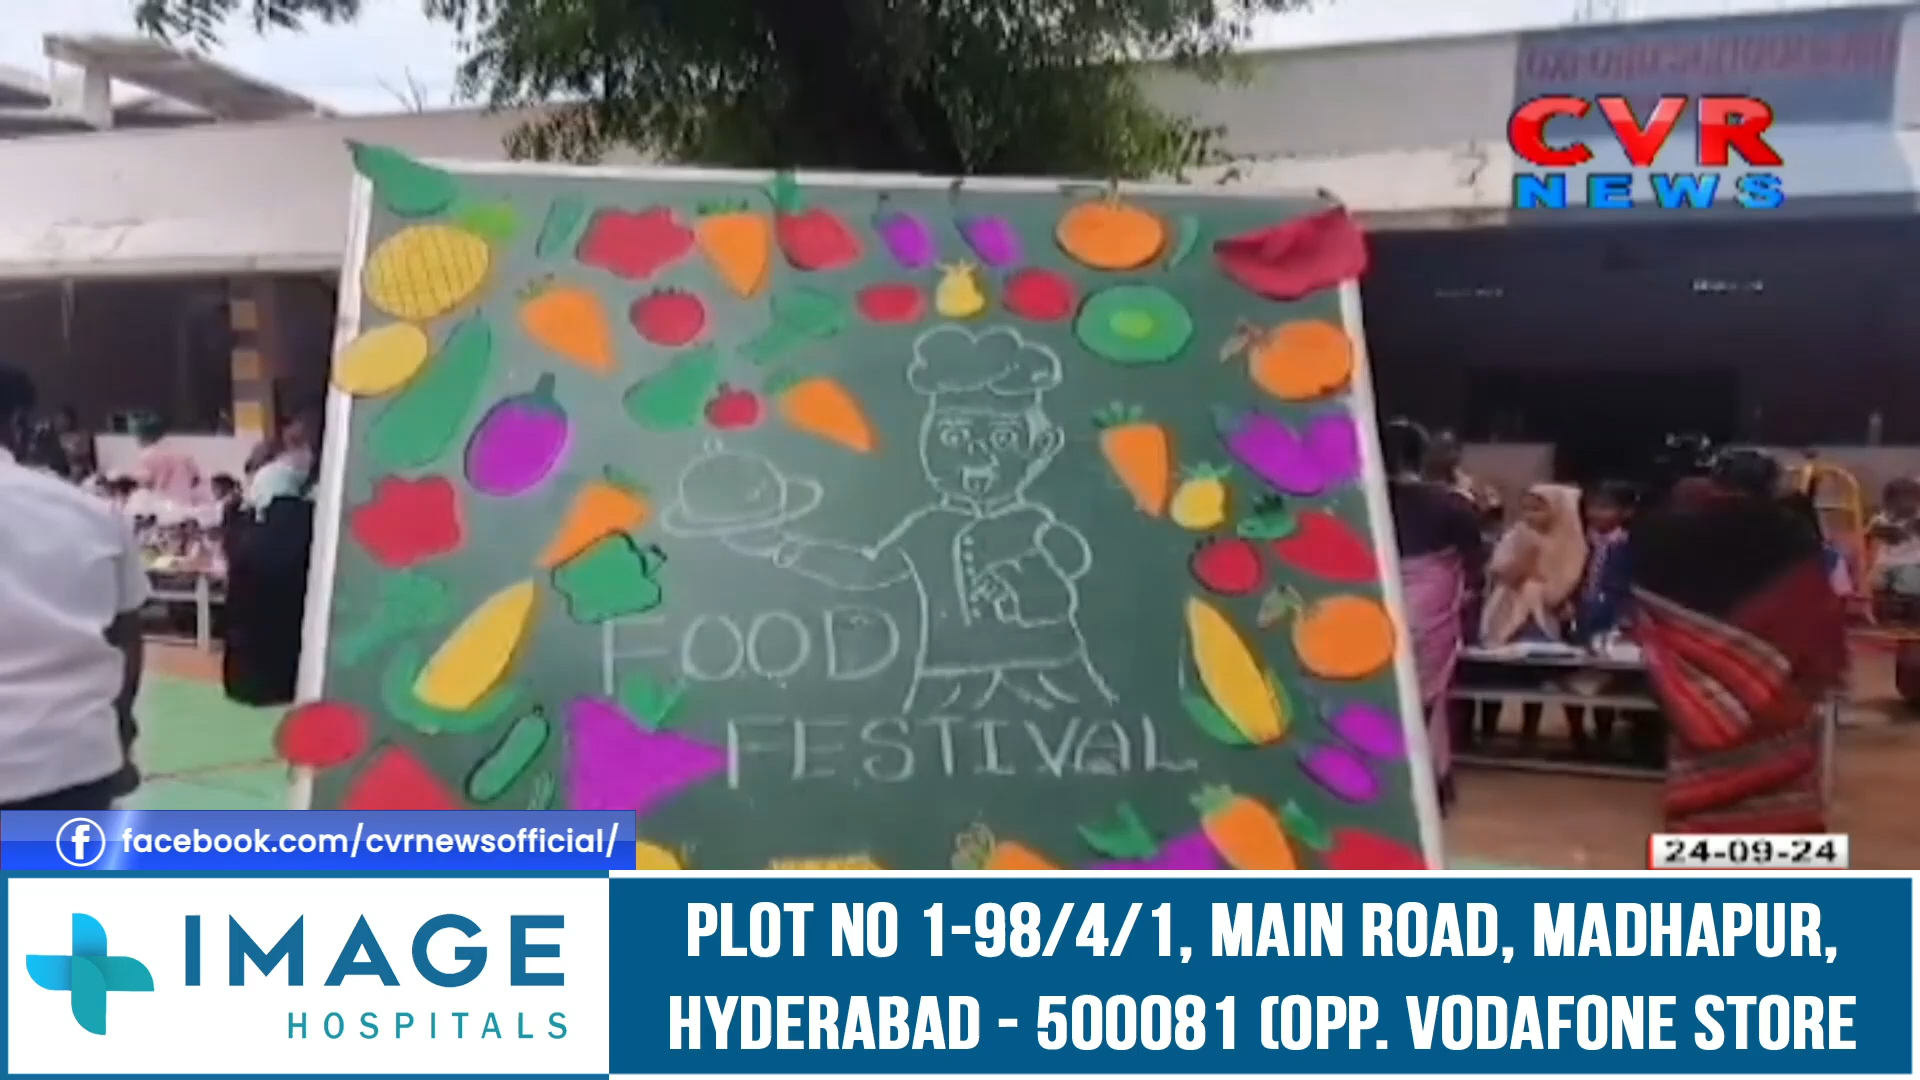 CVR
NEWS
FOOD
FESTIVAL
facebook.com/cvrnewsofficial/
24-09-24
IMAGE
HOSPITALS
PLOT NO 1-98/4/1, MAIN ROAD, MADHAPUR,
HYDERABAD - 500081 (OPP. VODAFONE STORE